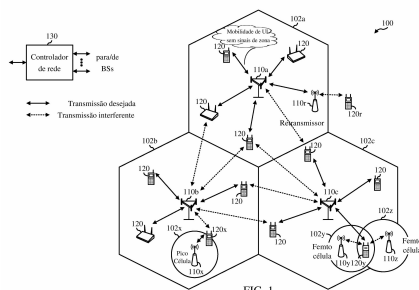 130
Controlador
de rede
para/de
BSs
Transmissão desejada
Transmissão interferente
102a
100
Mobilidade de UE
sem sinais de zona
120
120
110a
120
110r
120r
Retransmissor
102b
120
120
102c
120
120
110b
120
110c
120
102z
102x
120
120x
120
102y
Pico
Célula
110x
Femto
célula
110y
120y
110z
Femto
célula
FIG. 1